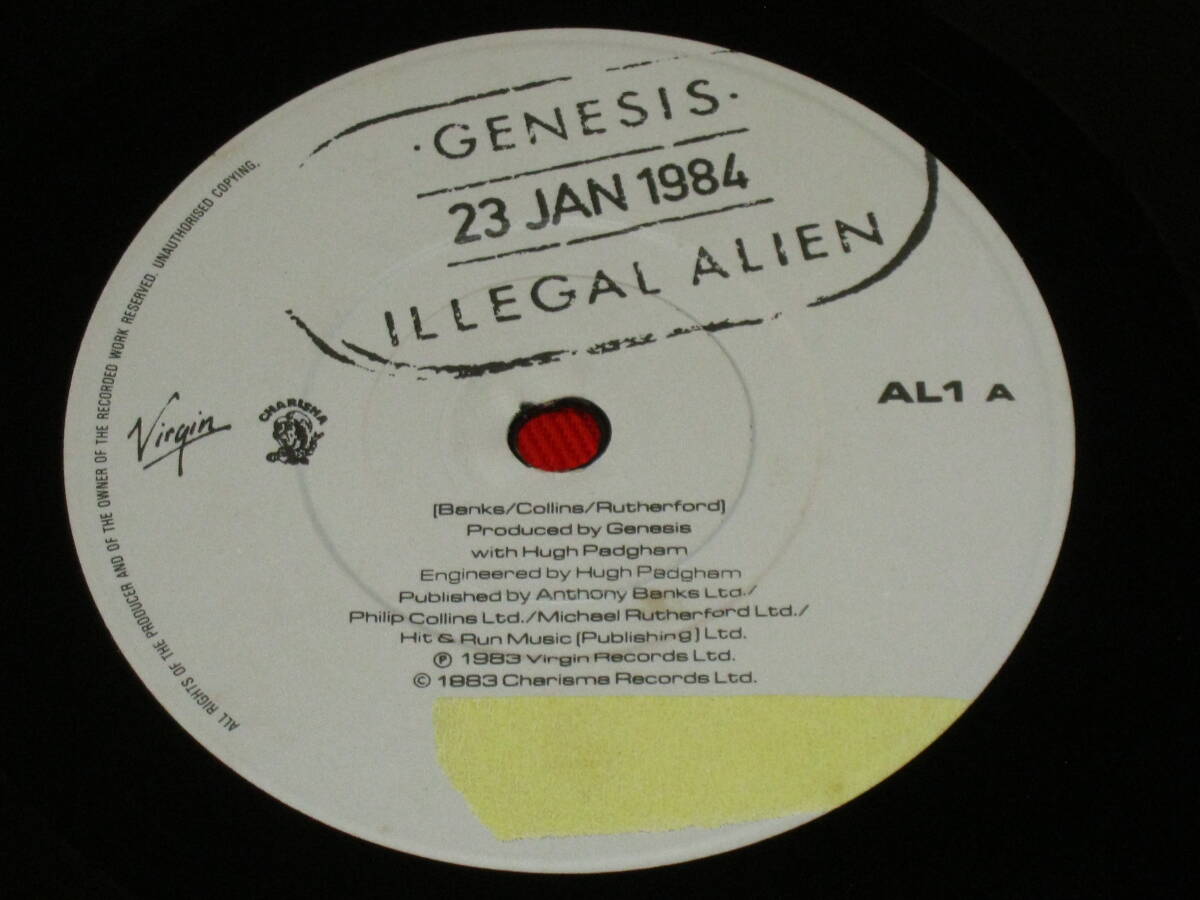 ·GENESIS·
23 JAN 1984
ILLEGAL ALIEN
Virgin
CHARISMA
AL1 A
(Banks/Collins/Rutherford)
Produced by Genesis
with Hugh Padgham
Engineered by Hugh Padgham
Published by Anthony Banks Ltd./
Philip Collins Ltd./Michael Rutherford Ltd./
Hit & Run Music (Publishing) Ltd.
℗ 1983 Virgin Records Ltd.
© 1983 Charisma Records Ltd.
ALL RIGHTS OF THE PRODUCER AND OF THE OWNER OF THE RECORDED WORK RESERVED. UNAUTHORISED COPYING,